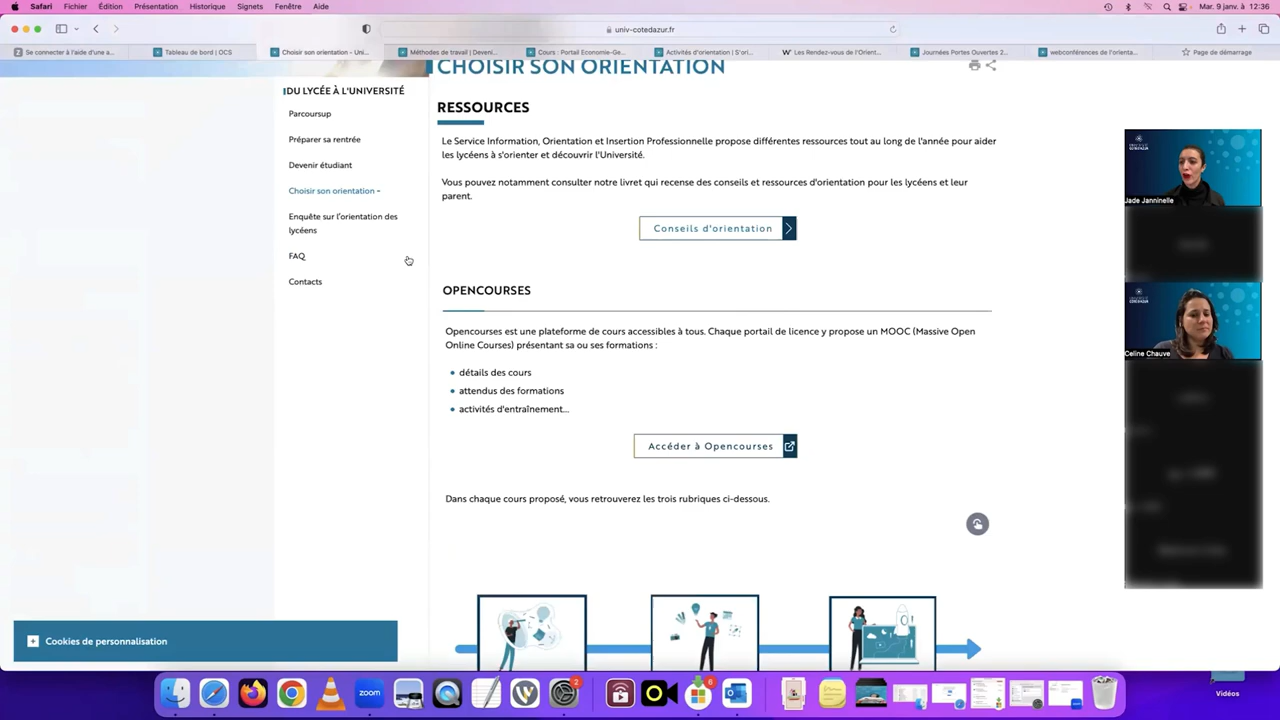 Safari Fichier Édition Présentation Historique Signets Fenêtre Aide
Mar. 9 janv. à 12:36
univ-cotedazur.fr
Se connecter à l'aide d'une a...
Tableau de bord | OCS
Choisir son orientation - Uni...
Méthodes de travail | Deveni...
Cours : Portail Economie-Ge...
Activités d'orientation | S'ori...
Les Rendez-vous de l'Orient...
Journées Portes Ouvertes 2...
webconférences de l'orienta...
Page de démarrage
CHOISIR SON ORIENTATION
DU LYCÉE À L'UNIVERSITÉ
Parcoursup
Préparer sa rentrée
Devenir étudiant
Choisir son orientation -
Enquête sur l'orientation des
lycéens
FAQ
Contacts
RESSOURCES
Le Service Information, Orientation et Insertion Professionnelle propose différentes ressources tout au long de l'année pour aider
les lycéens à s'orienter et découvrir l'Université.
Vous pouvez notamment consulter notre livret qui recense des conseils et ressources d'orientation pour les lycéens et leur
parent.
Conseils d'orientation
OPENCOURSES
Opencourses est une plateforme de cours accessibles à tous. Chaque portail de licence y propose un MOOC (Massive Open
Online Courses) présentant sa ou ses formations :
détails des cours
attendus des formations
activités d'entraînement...
Accéder à Opencourses
Dans chaque cours proposé, vous retrouverez les trois rubriques ci-dessous.
Cookies de personnalisation
Jade Janninelle
Celine Chauve
zoom
2
6
Vidéos